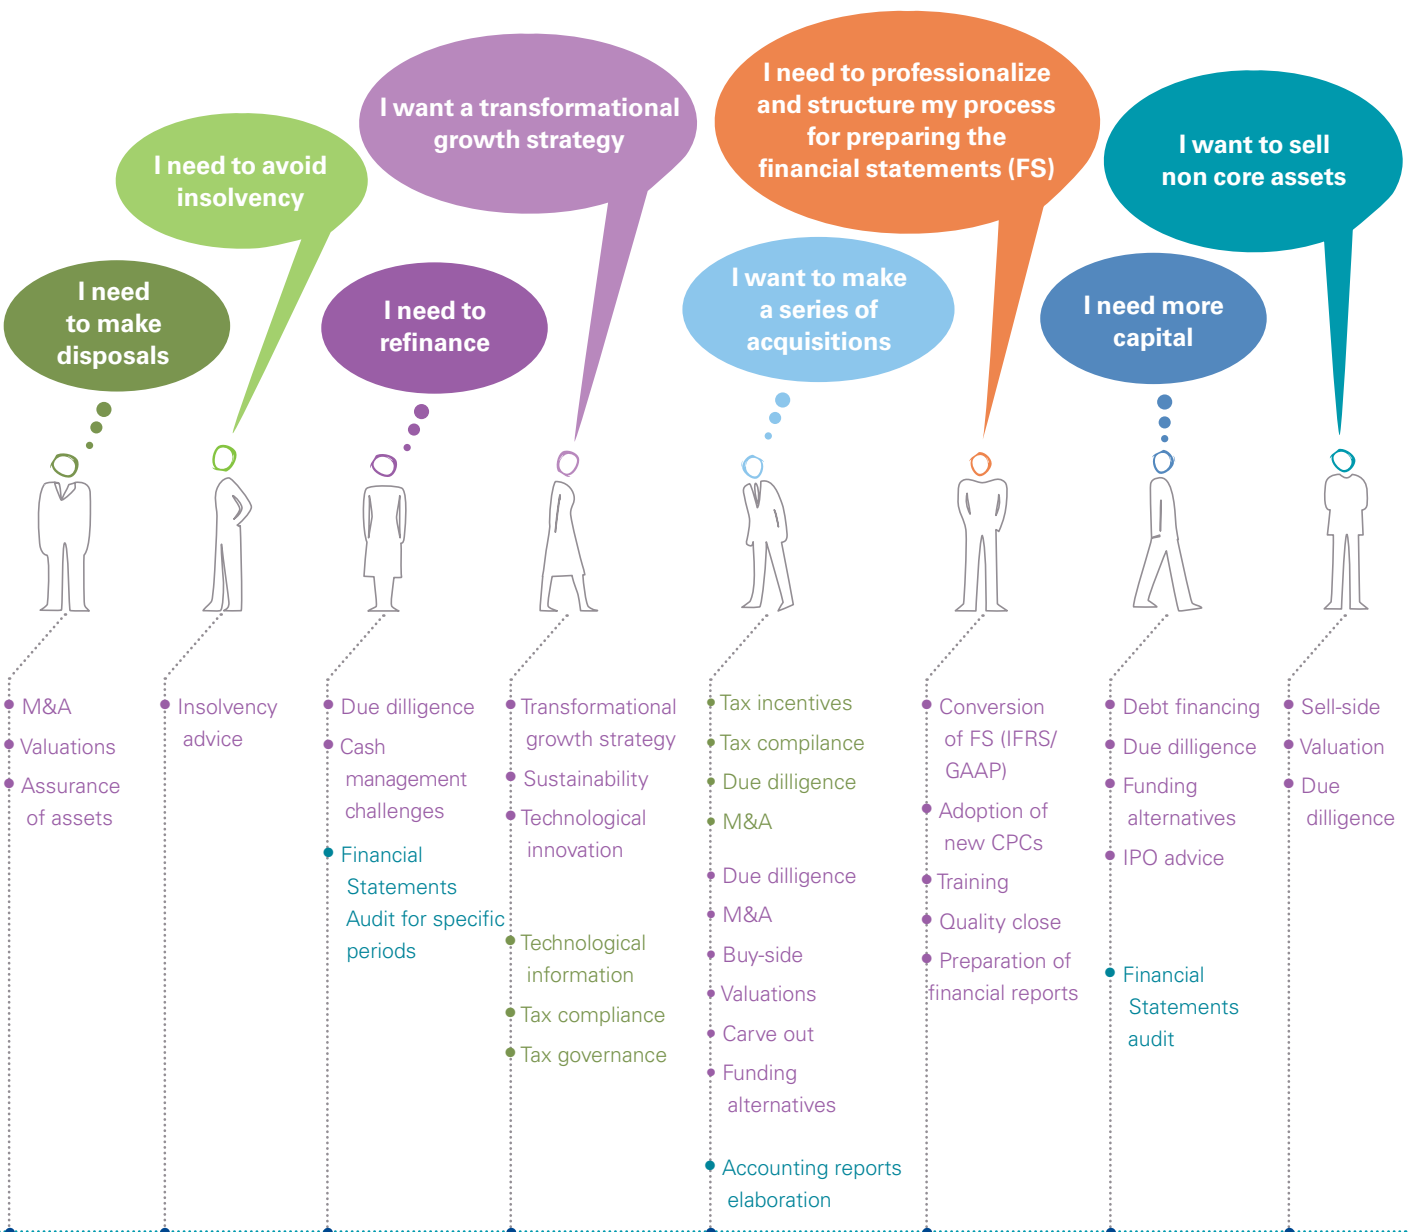 I need
to make
disposals
I need to avoid
insolvency
I need to
refinance
I want a transformational
growth strategy
I want to make
a series of
acquisitions
I need to professionalize
and structure my process
for preparing the
financial statements (FS)
I need more
capital
I want to sell
non core assets
M&A
Valuations
Assurance
of assets
Insolvency
advice
Due dilligence
Cash
management
challenges
Financial
Statements
Audit for specific
periods
Transformational
growth strategy
Sustainability
Technological
innovation
Technological
information
Tax compliance
Tax governance
Tax incentives
Tax compilance
Due dilligence
M&A
Due dilligence
M&A
Buy-side
Valuations
Carve out
Funding
alternatives
Accounting reports
elaboration
Conversion
of FS (IFRS/
GAAP)
Adoption of
new CPCs
Training
Quality close
Preparation of
financial reports
Debt financing
Due dilligence
Funding
alternatives
IPO advice
Financial
Statements
audit
Sell-side
Valuation
Due
dilligence